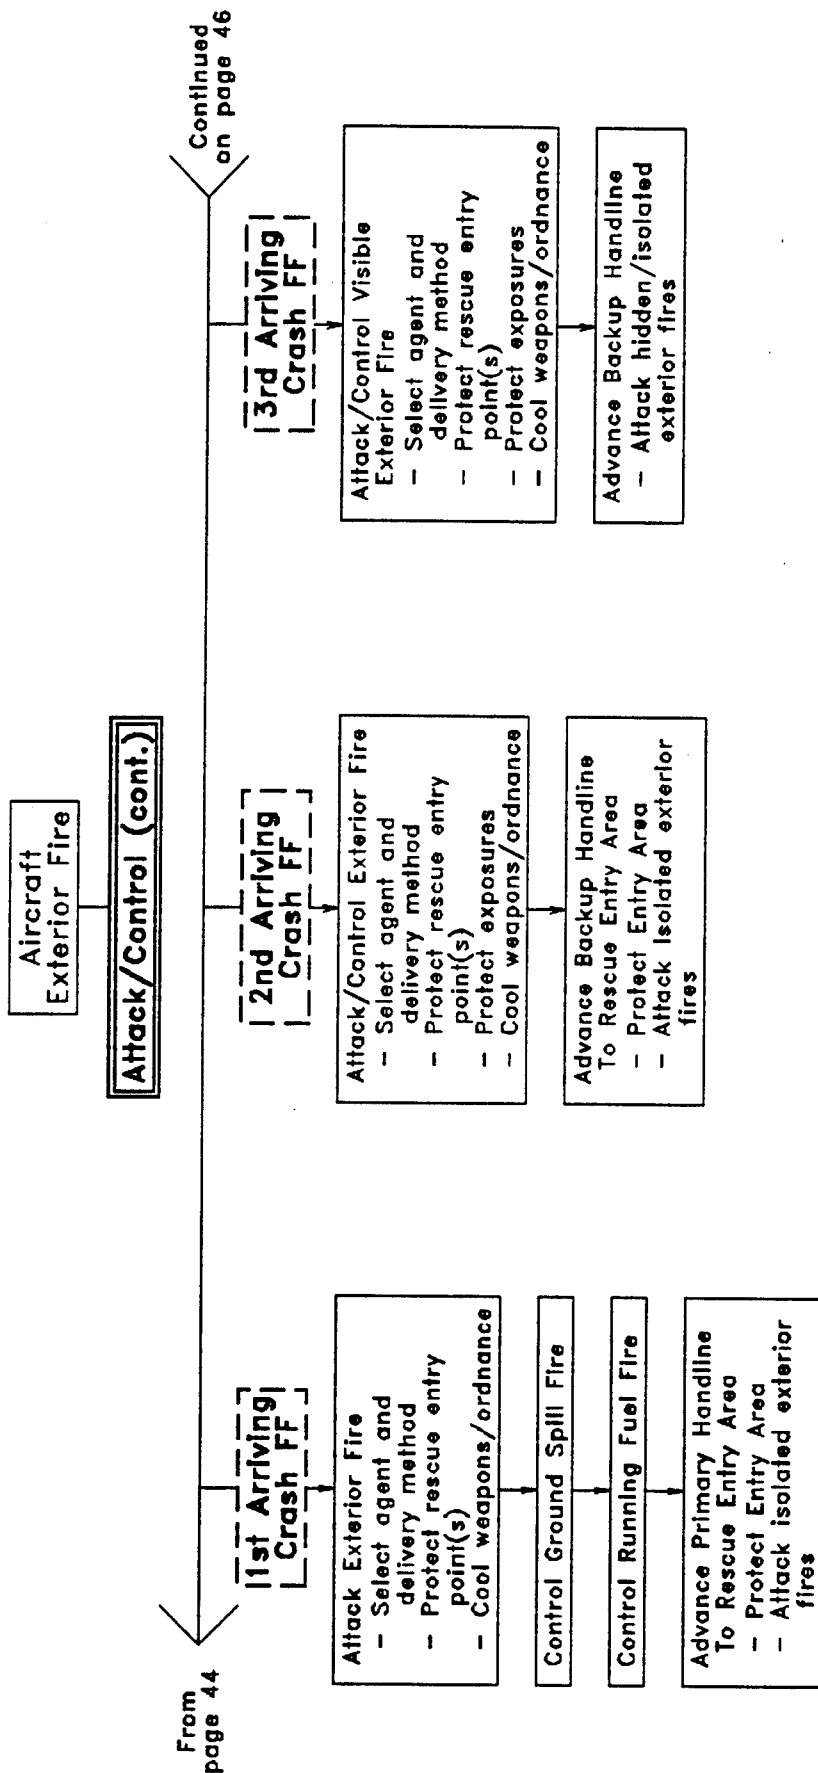 Aircraft
Exterior Fire
Attack/Control (cont.)
From
page 44
Continued
on page 46
1st Arriving
Crash FF
Attack Exterior Fire
– Select agent and
delivery method
– Protect rescue entry
point(s)
– Cool weapons/ordnance
Control Ground Spill Fire
Control Running Fuel Fire
Advance Primary Handline
To Rescue Entry Area
– Protect Entry Area
– Attack isolated exterior
fires
2nd Arriving
Crash FF
Attack/Control Exterior Fire
– Select agent and
delivery method
– Protect rescue entry
point(s)
– Protect exposures
– Cool weapons/ordnance
Advance Backup Handline
To Rescue Entry Area
– Protect Entry Area
– Attack isolated exterior
fires
3rd Arriving
Crash FF
Attack/Control Visible
Exterior Fire
– Select agent and
delivery method
– Protect rescue entry
point(s)
– Protect exposures
– Cool weapons/ordnance
Advance Backup Handline
– Attack hidden/isolated
exterior fires